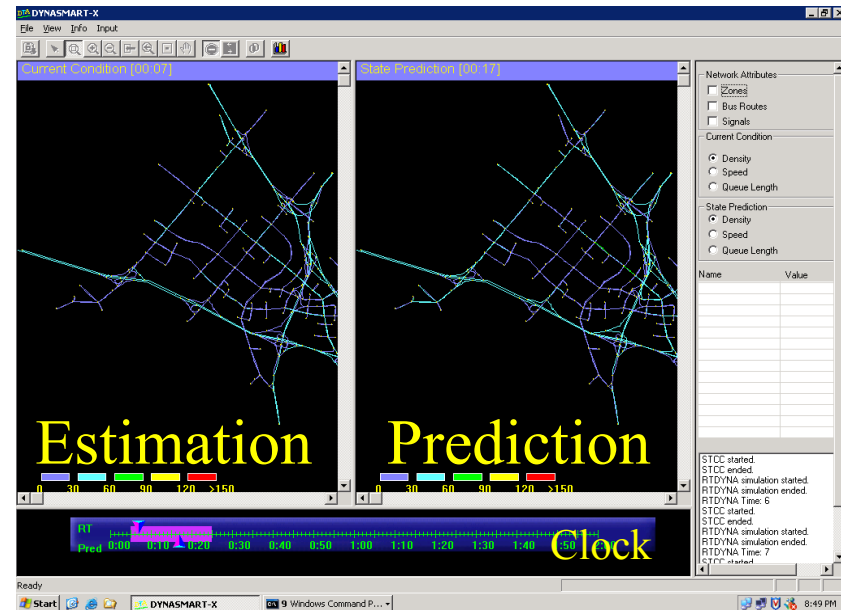 DYNASMART-X
File View Info Input
Current Condition [00:07]
State Prediction [00:17]
Network Attributes
Zones
Bus Routes
Signals
Current Condition
Density
Speed
Queue Length
State Prediction
Density
Speed
Queue Length
Name Value
Estimation
Prediction
0 30 60 90 120 >150
0 30 60 90 120 >150
STCC started.
STCC ended.
RTDYNA simulation started.
RTDYNA simulation ended.
RTDYNA Time: 6
STCC started.
STCC ended.
RTDYNA simulation started.
RTDYNA simulation ended.
RTDYNA Time: 7
STCC started.
RT
Pred 0:00 0:10 0:20 0:30 0:40 0:50 1:00 1:10 1:20 1:30 1:40
Clock
Ready
Start DYNASMART-X 9 Windows Command P... 8:49 PM